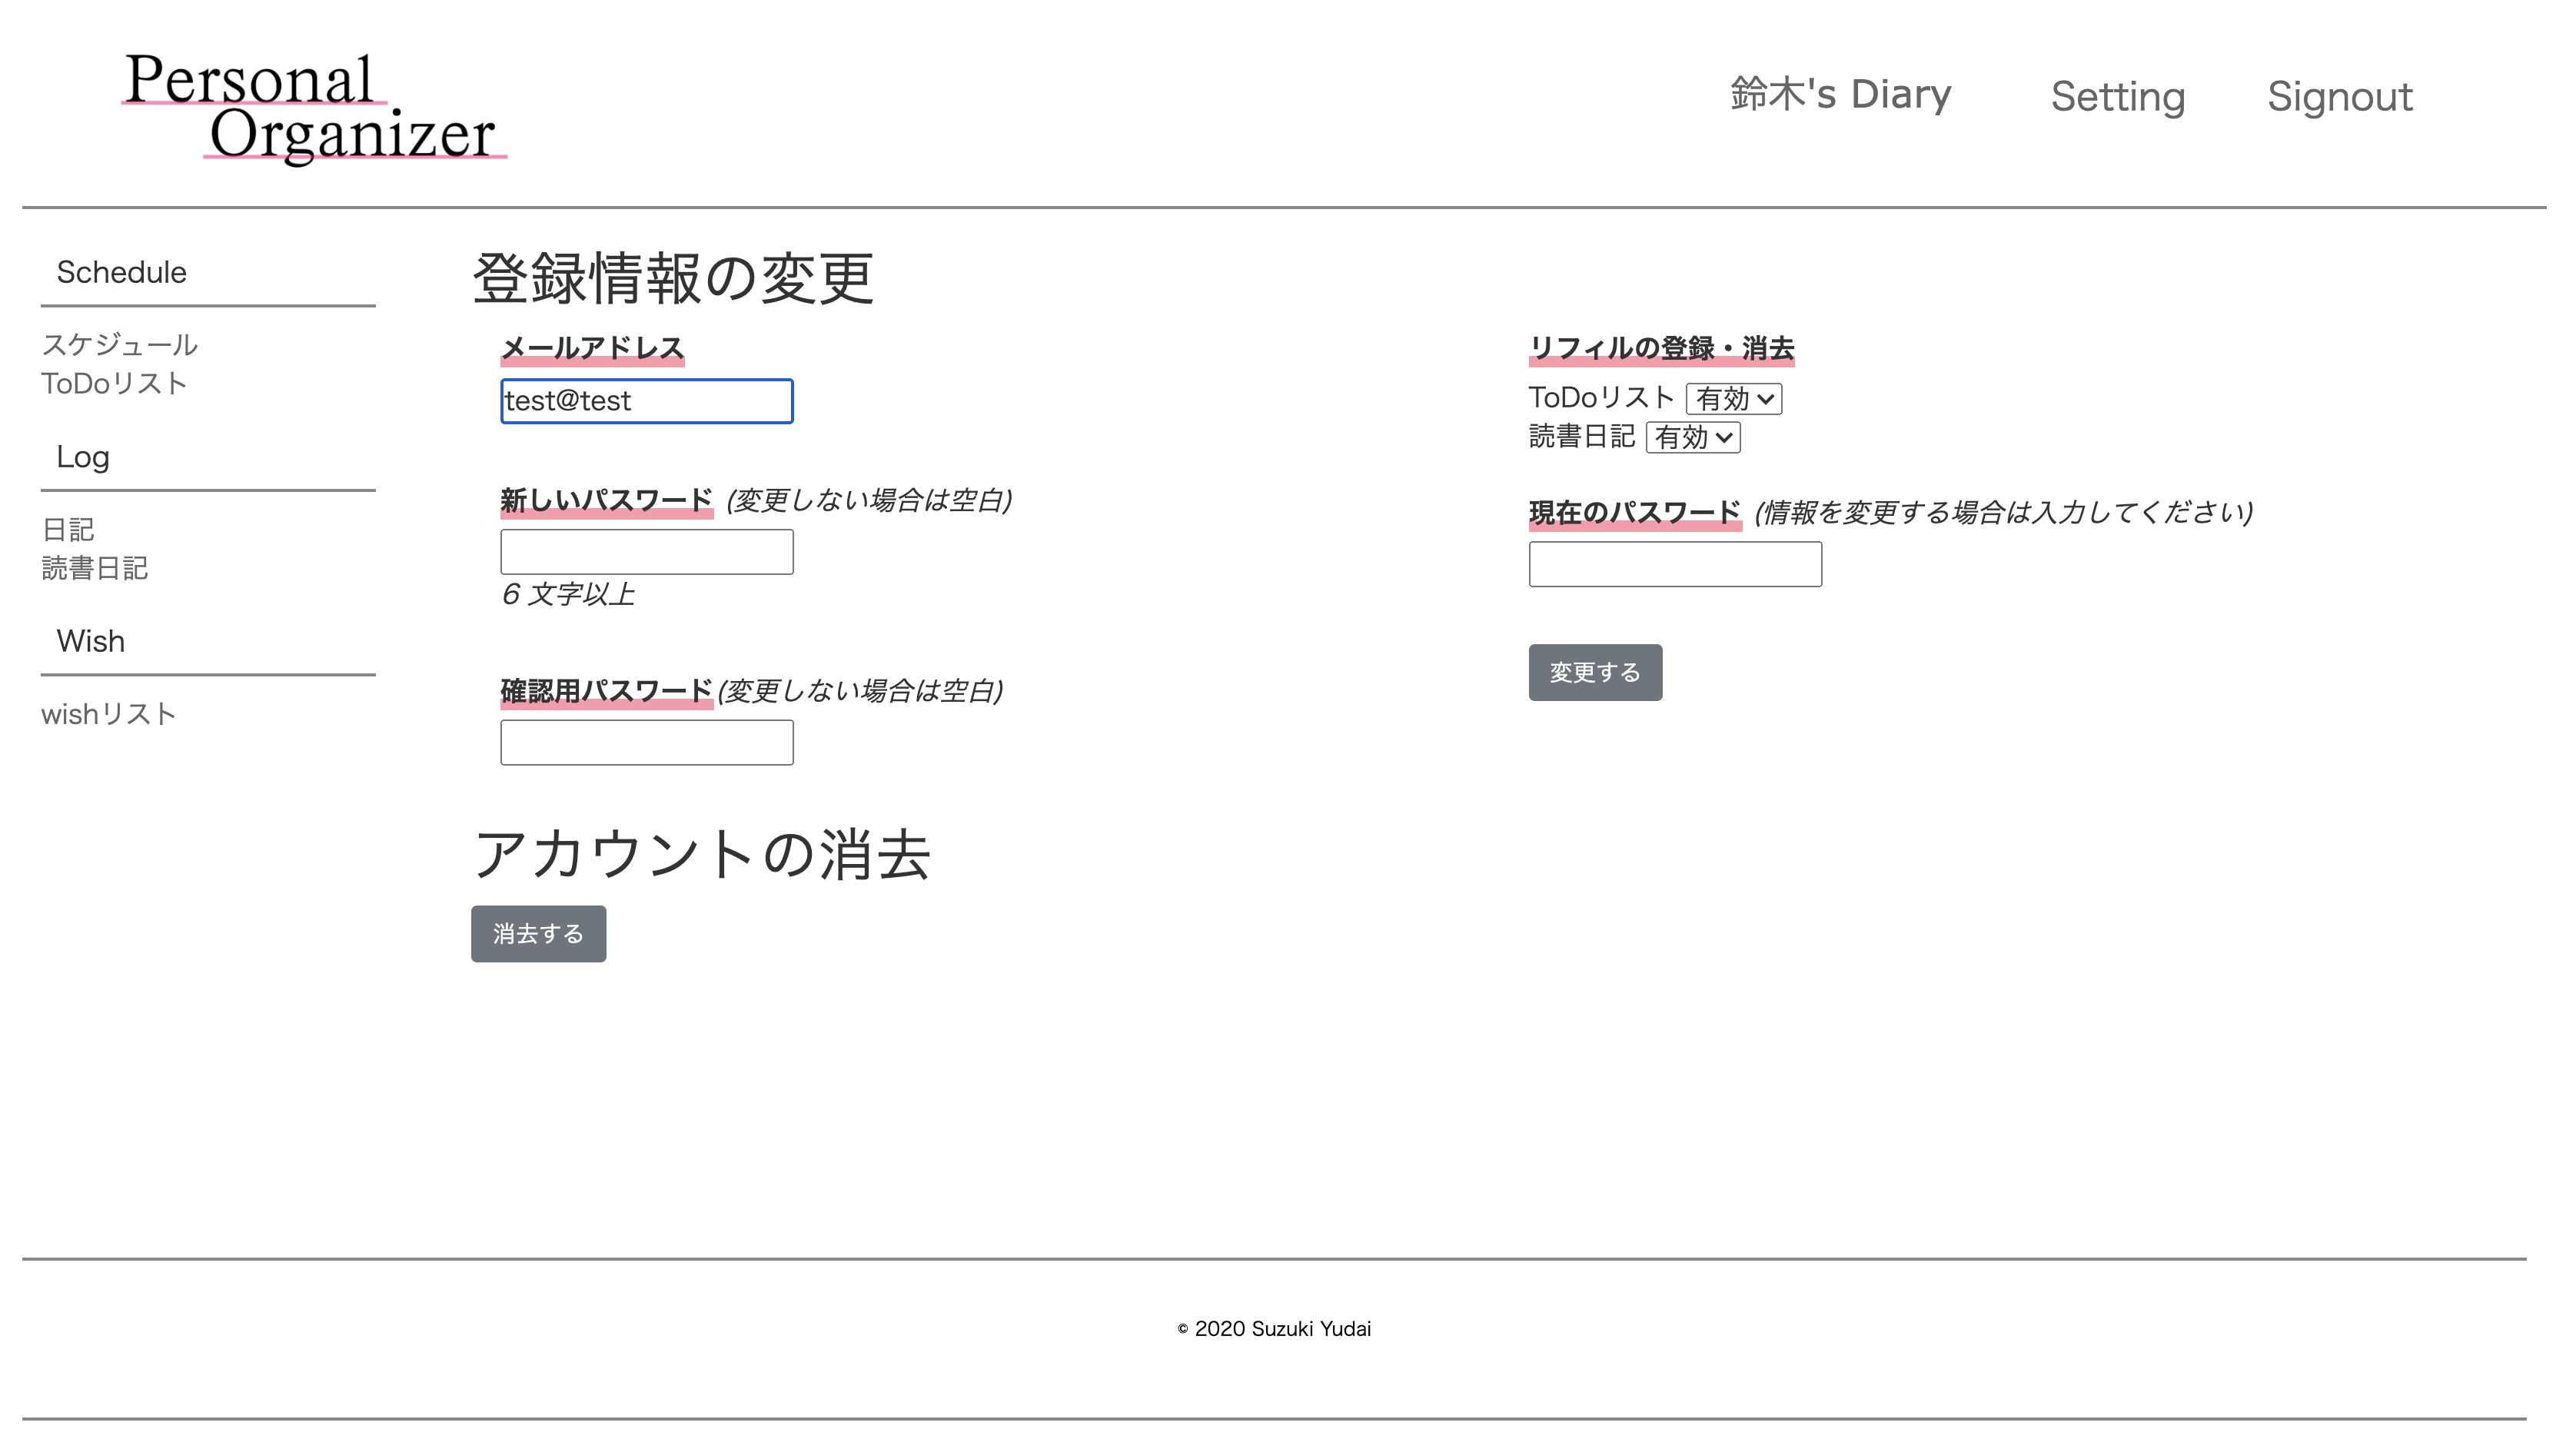 Personal
Organizer
鈴木's Diary
Setting
Signout
Schedule
スケジュール
ToDoリスト
Log
日記
読書日記
Wish
wishリスト
登録情報の変更
メールアドレス
test@test
新しいパスワード (変更しない場合は空白)
6 文字以上
確認用パスワード(変更しない場合は空白)
リフィルの登録・消去
ToDoリスト 有効
読書日記 有効
現在のパスワード (情報を変更する場合は入力してください)
変更する
アカウントの消去
消去する
© 2020 Suzuki Yudai